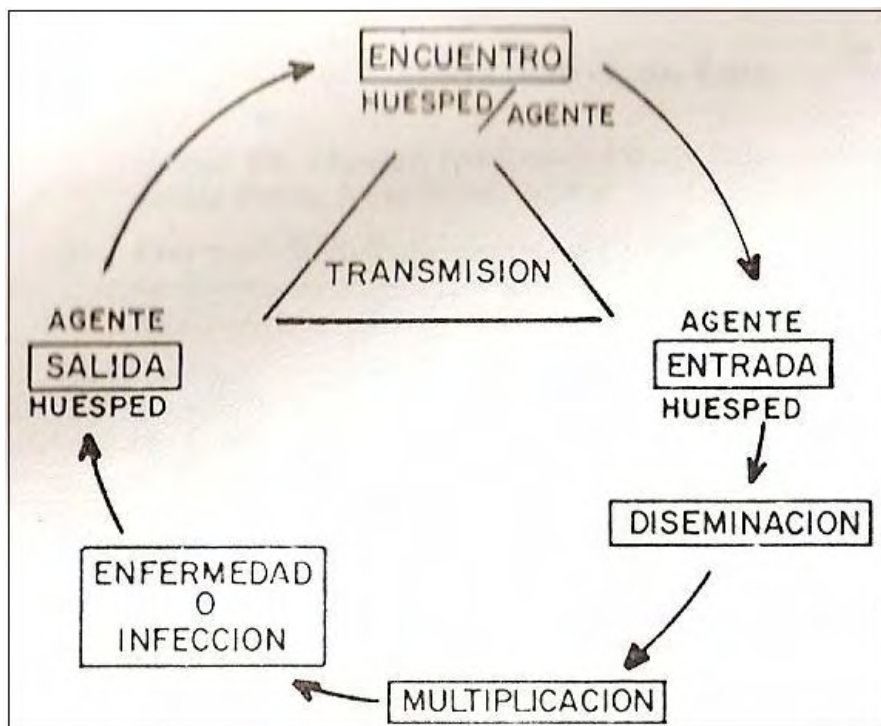 ENCUENTRO
HUESPED/AGENTE
TRANSMISION
AGENTE
ENTRADA
HUESPED
DISEMINACION
MULTIPLICACION
ENFERMEDAD
O
INFECCION
AGENTE
SALIDA
HUESPED